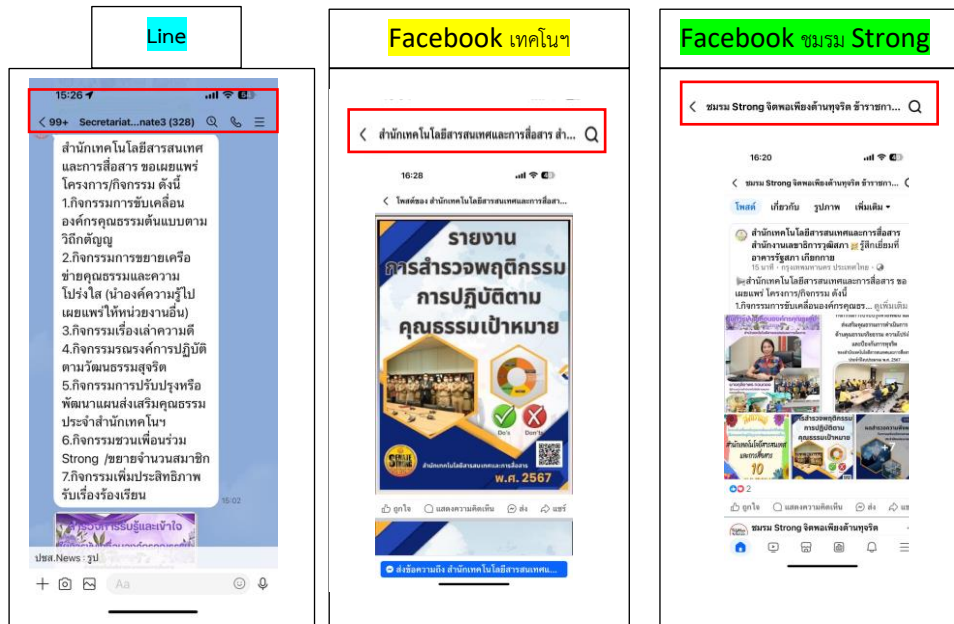 Line
Facebook เทคโนฯ
Facebook ชมรม Strong
15:26
99+ Secretariat...nate3 (328)
สำนักเทคโนโลยีสารสนเทศ
และการสื่อสาร ขอเผยแพร่
โครงการ/กิจกรรม ดังนี้
1.กิจกรรมการขับเคลื่อน
องค์กรคุณธรรมต้นแบบตาม
วิถีกตัญญู
2.กิจกรรมการขยายเครือ
ข่ายคุณธรรมและความ
โปร่งใส (นำองค์ความรู้ไป
เผยแพร่ให้หน่วยงานอื่น)
3.กิจกรรมเรื่องเล่าความดี
4.กิจกรรมรณรงค์การปฏิบัติ
ตามวัฒนธรรมสุจริต
5.กิจกรรมการปรับปรุงหรือ
พัฒนาแผนส่งเสริมคุณธรรม
ประจำสำนักเทคโนฯ
6.กิจกรรมชวนเพื่อนร่วม
Strong /ขยายจำนวนสมาชิก
7.กิจกรรมเพิ่มประสิทธิภาพ
รับเรื่องร้องเรียน
15:02
สำรวจการรับรู้และเข้าใจ
ปชส.News : รูป
Aa
สำนักเทคโนโลยีสารสนเทศและการสื่อสาร สำ...
16:28
โพสต์ของ สำนักเทคโนโลยีสารสนเทศและการสื่อสา...
รายงาน
การสำรวจพฤติกรรม
การปฏิบัติตาม
คุณธรรมเป้าหมาย
Do's
Don'ts
STRONG
สำนักเทคโนโลยีสารสนเทศและการสื่อสาร
พ.ศ. 2567
ถูกใจ แสดงความคิดเห็น ส่ง แชร์
ส่งข้อความถึง สำนักเทคโนโลยีสารสนเทศแ...
ชมรม Strong จิตพอเพียงต้านทุจริต ข้าราชกา...
16:20
ชมรม Strong จิตพอเพียงต้านทุจริต ข้าราชกา...
โพสต์ เกี่ยวกับ รูปภาพ เพิ่มเติม
สำนักเทคโนโลยีสารสนเทศและการสื่อสาร
สำนักงานเลขาธิการวุฒิสภา รู้สึกเยี่ยมที่
อาคารรัฐสภา เกียกกาย
15 นาที · กรุงเทพมหานคร ประเทศไทย ·
สำนักเทคโนโลยีสารสนเทศและการสื่อสาร ขอ
เผยแพร่ โครงการ/กิจกรรม ดังนี้
1.กิจกรรมการขับเคลื่อนองค์กรคุณธร... ดูเพิ่มเติม
การปฏิบัติตาม
คุณธรรมเป้าหมาย
10
2
ถูกใจ แสดงความคิดเห็น ส่ง แชร์
ชมรม Strong จิตพอเพียงต้านทุจริต